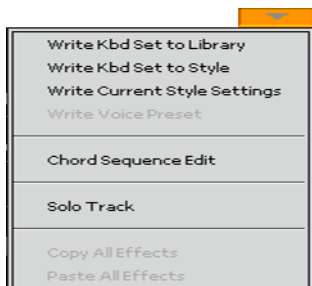 Write Kbd Set to Library
Write Kbd Set to Style
Write Current Style Settings
Write Voice Preset
Chord Sequence Edit
Solo Track
Copy All Effects
Paste All Effects